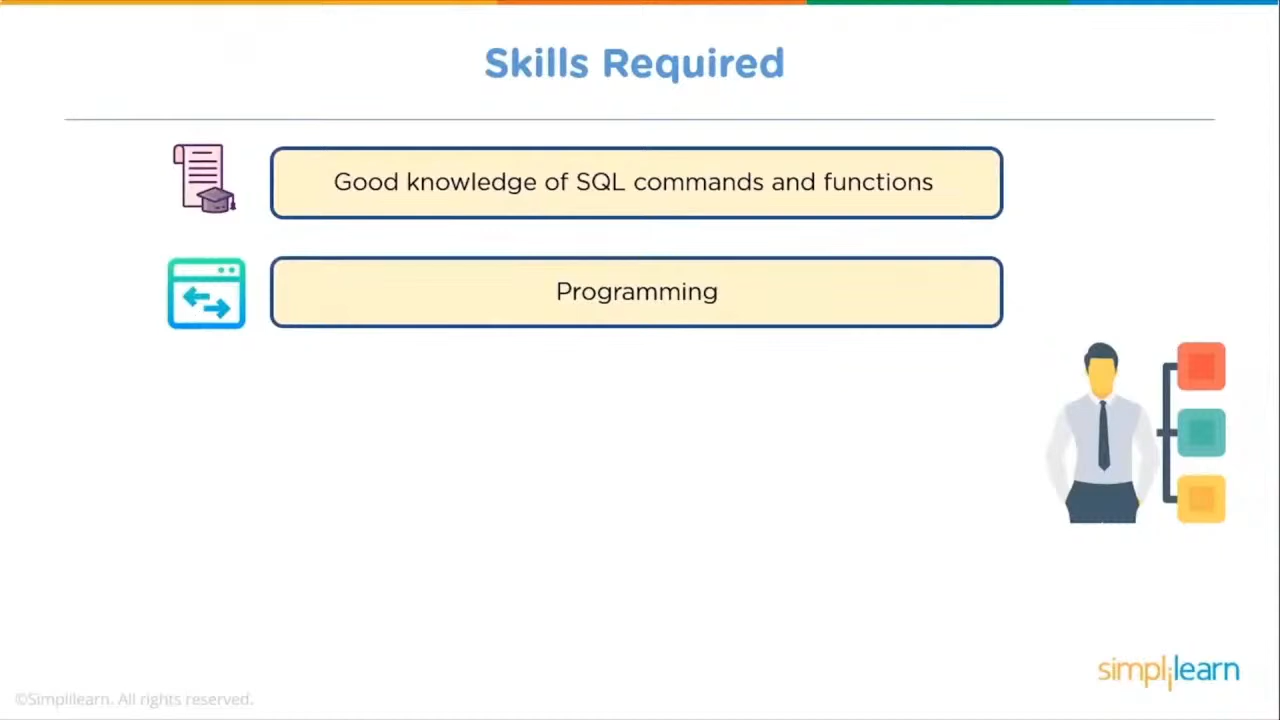 Skills Required
Good knowledge of SQL commands and functions
Programming
simplilearn
©Simplilearn. All rights reserved.